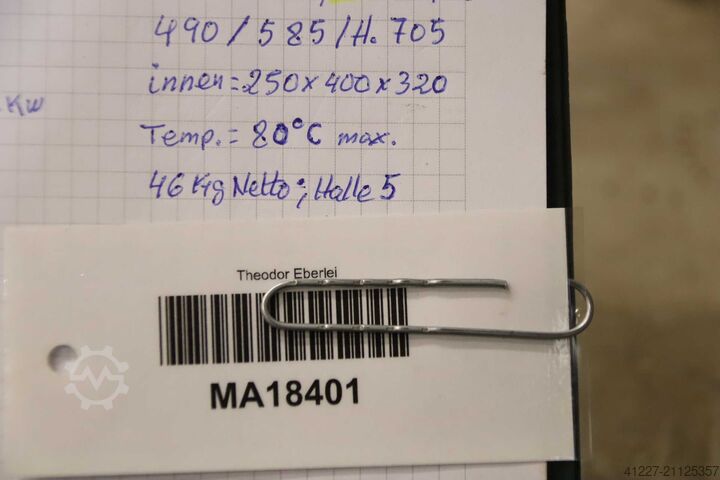 490 / 585 / H. 705
innen = 250 x 400 x 320
KW
Temp. = 80°C max.
46 Kg Netto; Halle 5
Theodor Eberlei
MA18401
41227-21125357